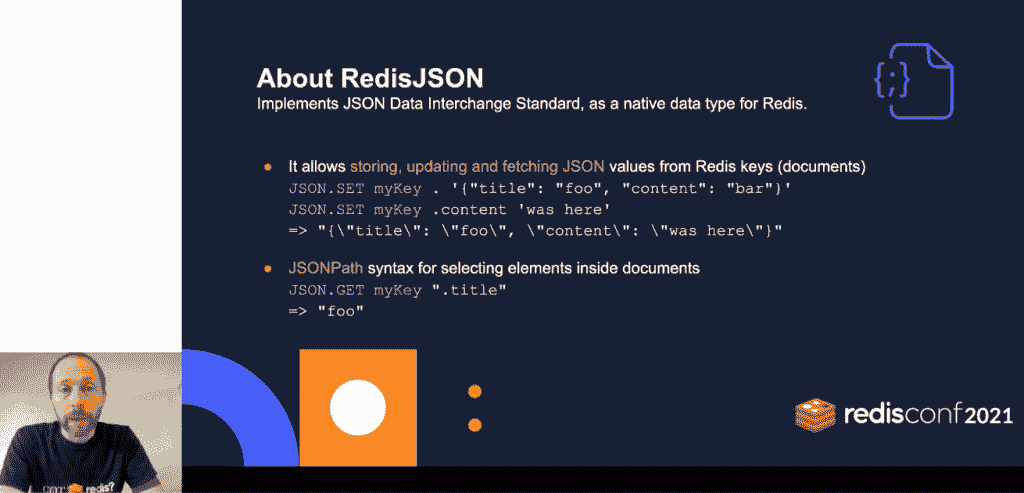 About RedisJSON
Implements JSON Data Interchange Standard, as a native data type for Redis.
● It allows storing, updating and fetching JSON values from Redis keys (documents)
JSON.SET myKey . '{"title": "foo", "content": "bar"}'
JSON.SET myKey .content 'was here'
=> "{\"title\": \"foo\", \"content\": \"was here\"}"
● JSONPath syntax for selecting elements inside documents
JSON.GET myKey ".title"
=> "foo"
{;}
redisconf2021
redis?